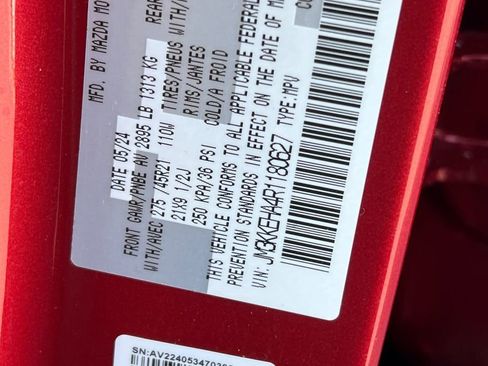 MFD. BY MAZDA MO
DATE 05/24
FRONT GAWR/PNBE AV 2895 LB 1313 KG
REAR
WITH/AVEC 275 /45R21 110W TIRES/PNEUS WITH/
21X9 1/2J RIMS/JANTES
250 KPA/36 PSI COLD/A FROID
THIS VEHICLE CONFORMS TO ALL APPLICABLE FEDERAL
PREVENTION STANDARDS IN EFFECT ON THE DATE OF M
VIN: JM3KKEHA4R1180627 TYPE:MPV
SN:AV2240534703